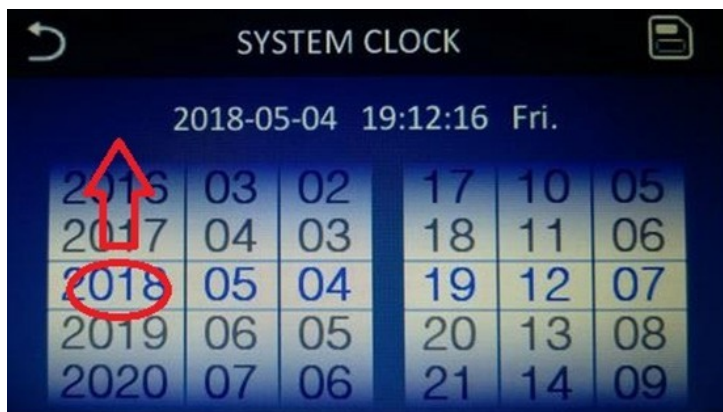 SYSTEM CLOCK
2018-05-04 19:12:16 Fri.
2016 03 02 17 10 05
2017 04 03 18 11 06
2018 05 04 19 12 07
2019 06 05 20 13 08
2020 07 06 21 14 09